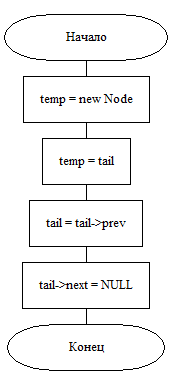 Начало
temp = new Node
temp = tail
tail = tail->prev
tail->next = NULL
Конец